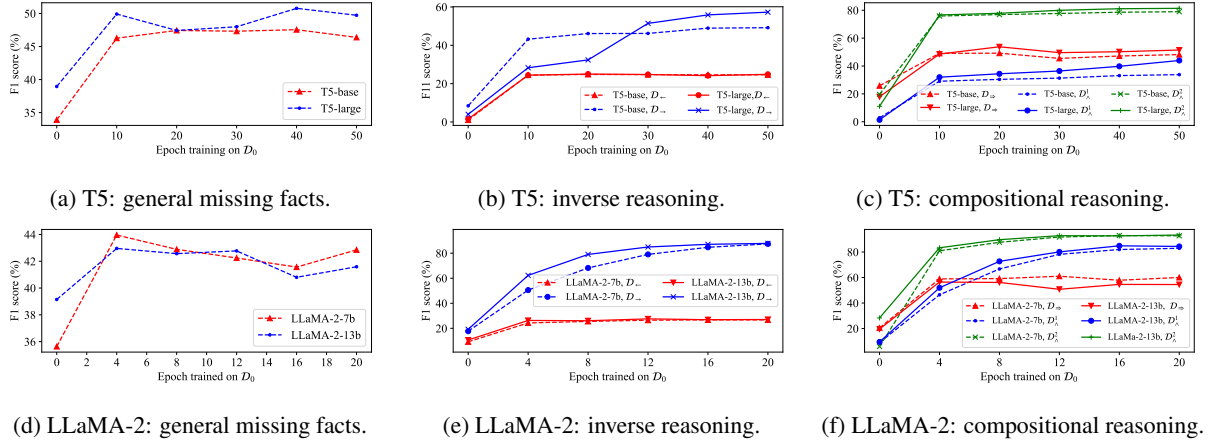 F1 score (%)
50
45
40
35
T5-base
T5-large
0 10 20 30 40 50
Epoch training on 𝒟₀
(a) T5: general missing facts.
F11 score (%)
60
40
20
0
T5-base, D←
T5-base, D→
T5-large, D←
T5-large, D→
0 10 20 30 40 50
Epoch training on 𝒟₀
(b) T5: inverse reasoning.
F1 score (%)
80
60
40
20
0
T5-base, D⇒
T5-large, D⇒
T5-base, D¹∧
T5-large, D¹∧
T5-base, D²∧
T5-large, D²∧
0 10 20 30 40 50
Epoch training on 𝒟₀
(c) T5: compositional reasoning.
F1 score (%)
44
42
40
38
36
LLaMA-2-7b
LLaMA-2-13b
0 2 4 6 8 10 12 14 16 18 20
Epoch trained on 𝒟₀
(d) LLaMA-2: general missing facts.
F1 score (%)
80
60
40
20
LLaMA-2-7b, D←
LLaMA-2-7b, D→
LLaMA-2-13b, D←
LLaMA-2-13b, D→
0 4 8 12 16 20
Epoch trained on 𝒟₀
(e) LLaMA-2: inverse reasoning.
F1 score (%)
80
60
40
20
LLaMA-2-7b, D⇒
LLaMA-2-7b, D¹∧
LLaMA-2-7b, D²∧
LLaMA-2-13b, D⇒
LLaMA-2-13b, D¹∧
LLaMa-2-13b, D²∧
0 4 8 12 16 20
Epoch trained on 𝒟₀
(f) LLaMA-2: compositional reasoning.